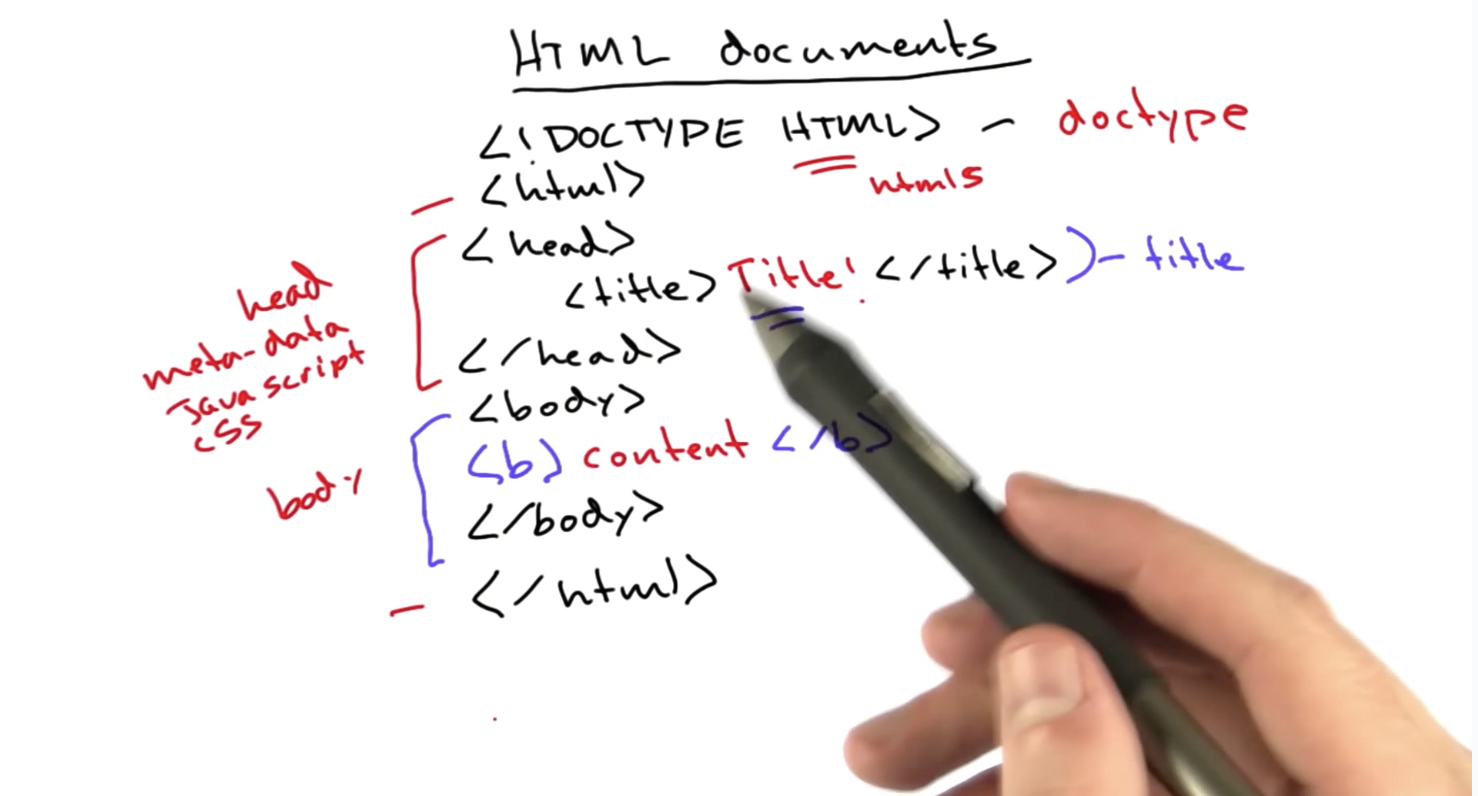 HTML documents
<!DOCTYPE HTML> - doctype
html5
<html>
<head>
<title> Title! </title> ) - title
</head>
head
meta-data
Javascript
css
<body>
<b> content </b>
body
</body>
</html>